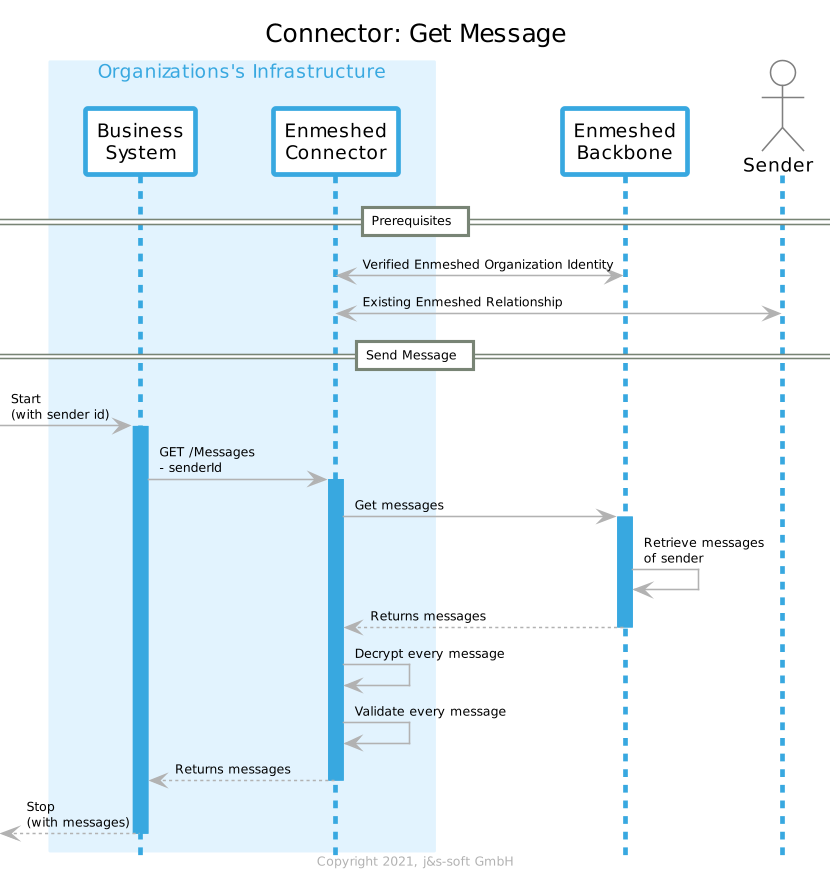 Connector: Get Message
Organizations's Infrastructure
Business
System
Enmeshed
Connector
Enmeshed
Backbone
Sender
Prerequisites
Verified Enmeshed Organization Identity
Existing Enmeshed Relationship
Send Message
Start
(with sender id)
GET /Messages
- senderId
Get messages
Retrieve messages
of sender
Returns messages
Decrypt every message
Validate every message
Returns messages
Stop
(with messages)
Copyright 2021, j&s-soft GmbH